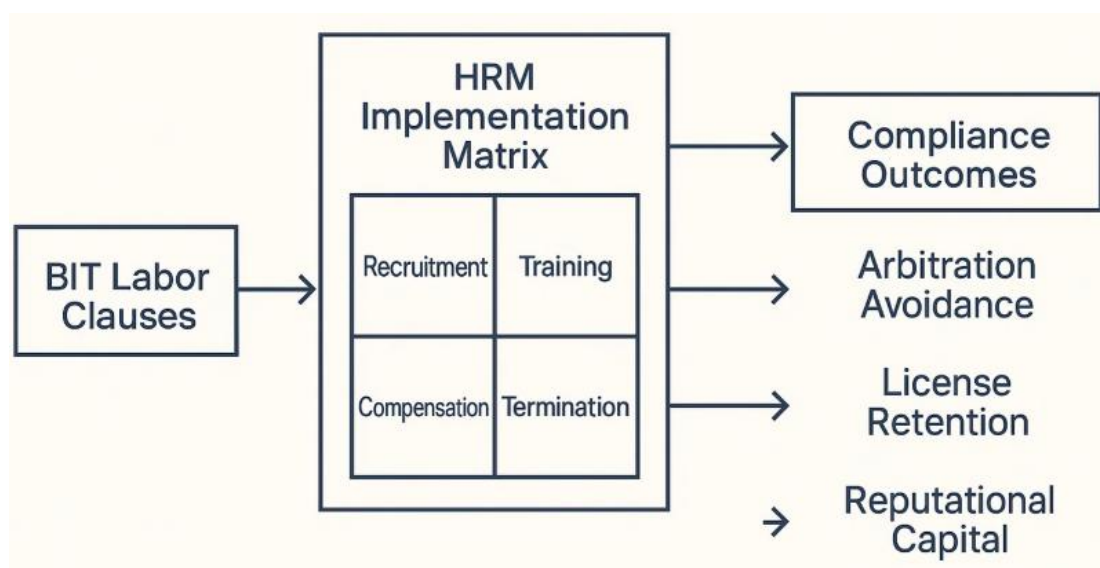 BIT Labor
Clauses
HRM
Implementation
Matrix
Recruitment
Training
Compensation
Termination
Compliance
Outcomes
Arbitration
Avoidance
License
Retention
Reputational
Capital